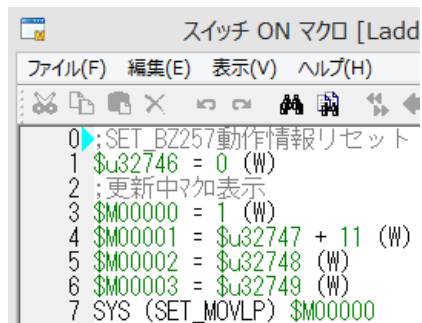 スイッチ ON マクロ [Ladd
ファイル(F) 編集(E) 表示(V) ヘルプ(H)
0 ;SET_BZ257動作情報リセット
1 $u32746 = 0 (W)
2 ;更新中マクロ表示
3 $M00000 = 1 (W)
4 $M00001 = $u32747 + 11 (W)
5 $M00002 = $u32748 (W)
6 $M00003 = $u32749 (W)
7 SYS (SET_MOVLP) $M00000